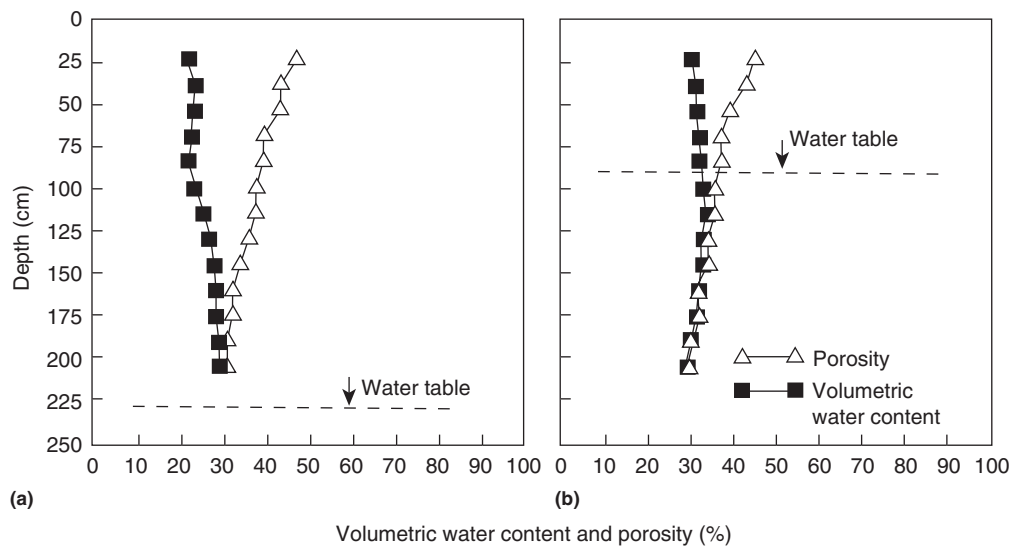 0
25
50
75
100
125
150
175
200
225
250
Depth (cm)
Water table
0 10 20 30 40 50 60 70 80 90 100
(a)
Water table
Porosity
Volumetric
water content
0 10 20 30 40 50 60 70 80 90 100
(b)
Volumetric water content and porosity (%)